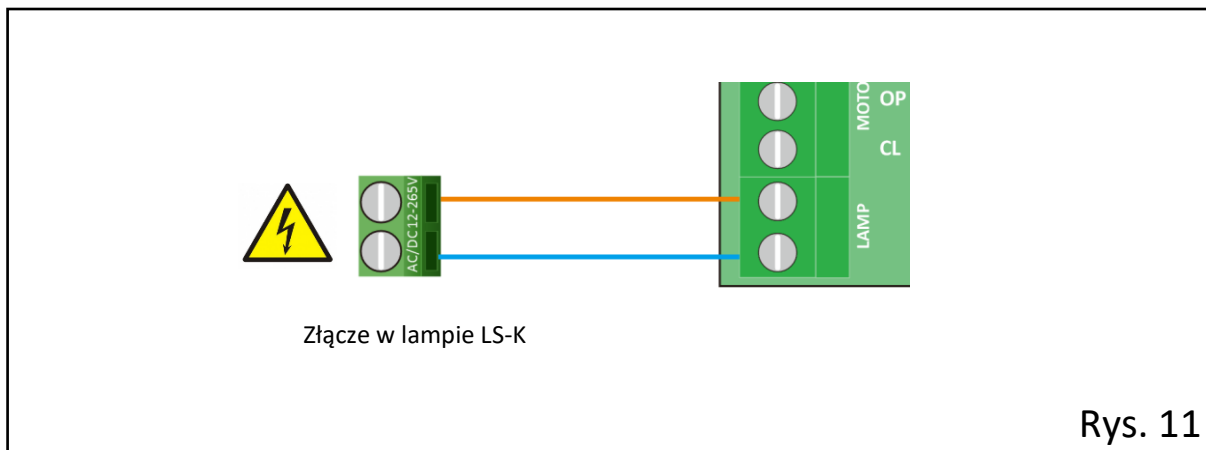 MOTO
OP
CL
LAMP
AC/DC12-265V
Złącze w lampie LS-K
Rys. 11